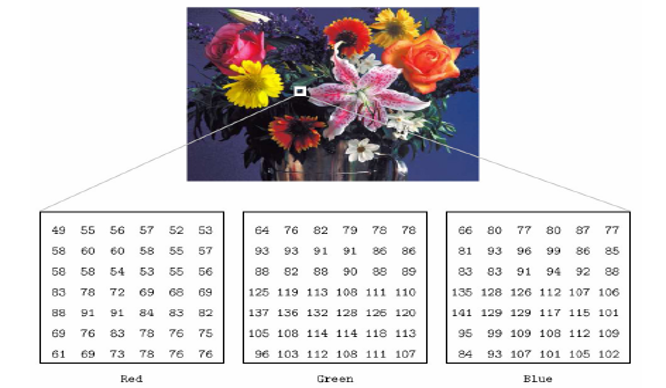 49 55 56 57 52 53
58 60 60 58 55 57
58 58 54 53 55 56
83 78 72 69 68 69
88 91 91 84 83 82
69 76 83 78 76 75
61 69 73 78 76 76
Red
64 76 82 79 78 78
93 93 91 91 86 86
88 82 88 90 88 89
125 119 113 108 111 110
137 136 132 128 126 120
105 108 114 114 118 113
96 103 112 108 111 107
Green
66 80 77 80 87 77
81 93 96 99 86 85
83 83 91 94 92 88
135 128 126 112 107 106
141 129 129 117 115 101
95 99 109 108 112 109
84 93 107 101 105 102
Blue